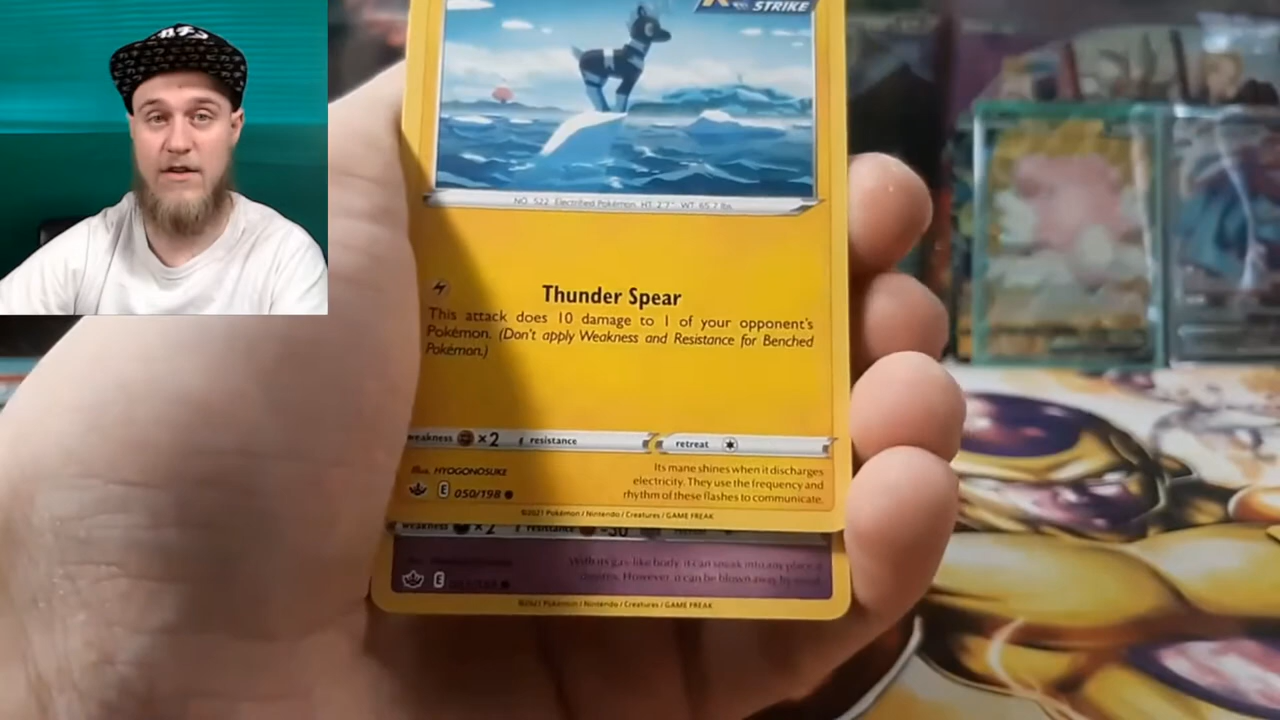 STRIKE
NO. 522 Electrified Pokémon HT: 2'7" WT: 65.7 lbs.
Thunder Spear
This attack does 10 damage to 1 of your opponent's
Pokémon. (Don't apply Weakness and Resistance for Benched
Pokémon.)
weakness ×2 resistance retreat
Illus. HYOGONOSUKE
E 050/198
Its mane shines when it discharges
electricity. They use the frequency and
rhythm of these flashes to communicate.
©2021 Pokémon / Nintendo / Creatures / GAME FREAK
weakness ×2 resistance -30
With its gas-like body, it can sneak into any place it
desires. However, it can be blown away by wind.
E
©2021 Pokémon / Nintendo / Creatures / GAME FREAK